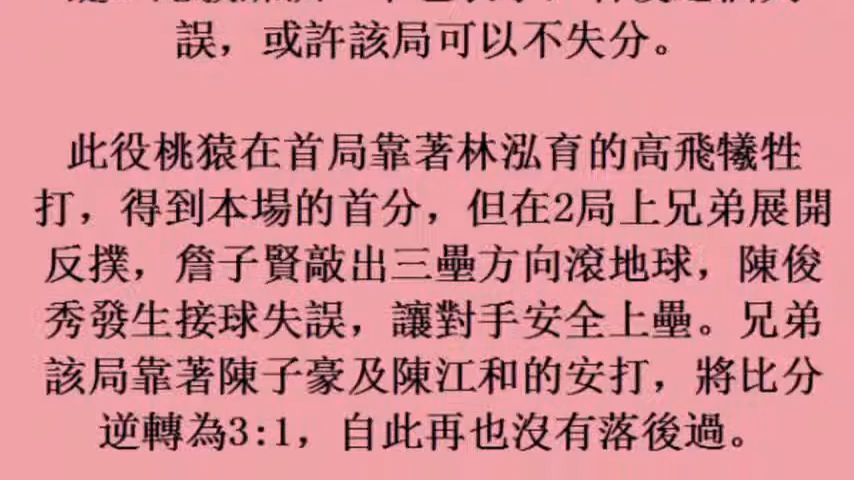 誤，或許該局可以不失分。
此役桃猿在首局靠著林泓育的高飛犧牲
打，得到本場的首分，但在2局上兄弟展開
反撲，詹子賢敲出三壘方向滾地球，陳俊
秀發生接球失誤，讓對手安全上壘。兄弟
該局靠著陳子豪及陳江和的安打，將比分
逆轉為3:1，自此再也沒有落後過。